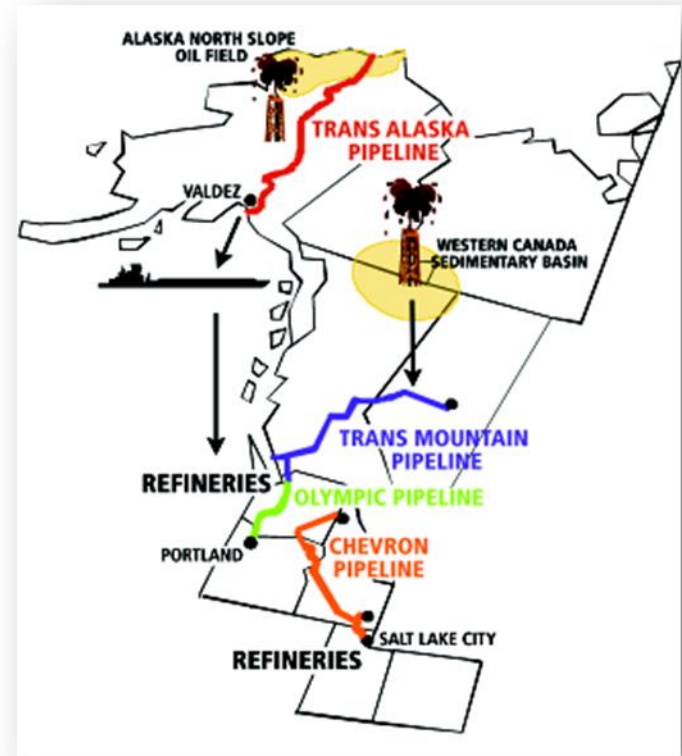 ALASKA NORTH SLOPE
OIL FIELD
TRANS ALASKA
PIPELINE
VALDEZ
WESTERN CANADA
SEDIMENTARY BASIN
TRANS MOUNTAIN
PIPELINE
REFINERIES
OLYMPIC PIPELINE
PORTLAND
CHEVRON
PIPELINE
SALT LAKE CITY
REFINERIES